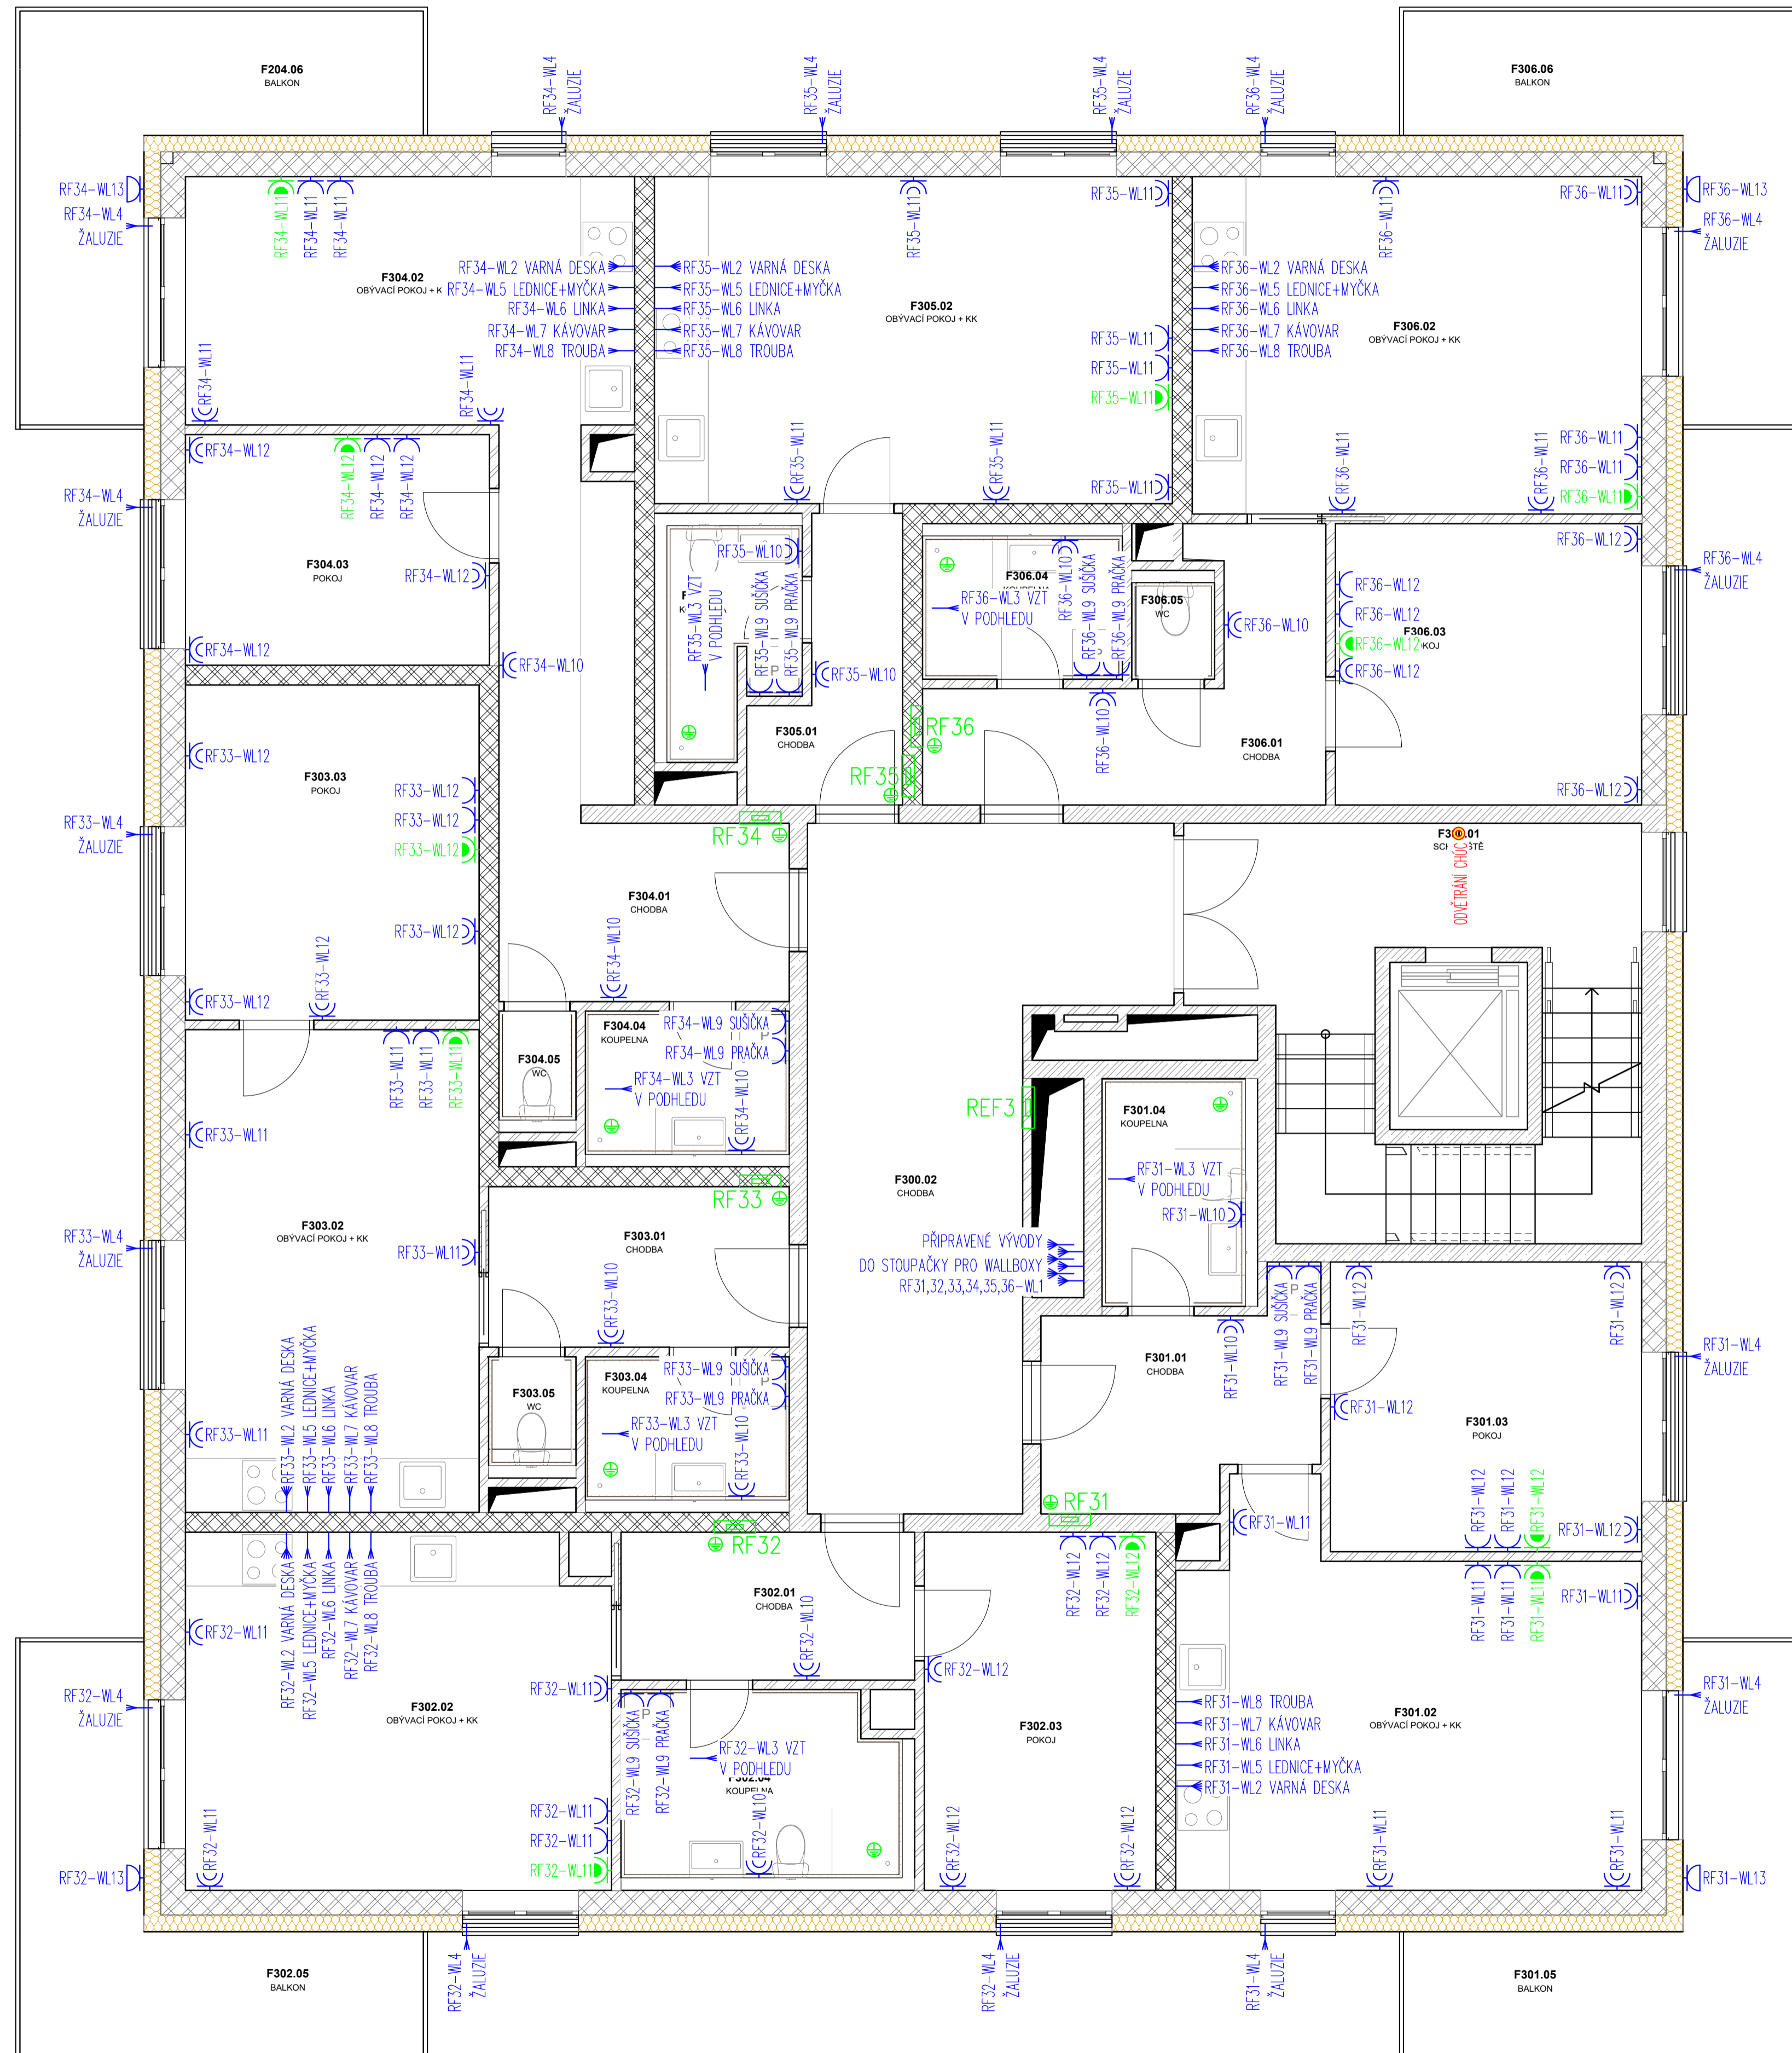 F204.06
BALKON
RF34-WL4
ŽALUZIE
RF35-WL4
ŽALUZIE
RF35-WL4
ŽALUZIE
RF36-WL4
ŽALUZIE
F306.06
BALKON
RF34-WL13
RF34-WL4
ŽALUZIE
RF34-WL11
RF34-WL11
RF34-WL11
F304.02
OBÝVACÍ POKOJ + K
RF34-WL2 VARNÁ DESKA
RF34-WL5 LEDNICE+MYČKA
RF34-WL6 LINKA
RF34-WL7 KÁVOVAR
RF34-WL8 TROUBA
RF34-WL11
RF34-WL11
RF35-WL2 VARNÁ DESKA
RF35-WL5 LEDNICE+MYČKA
RF35-WL6 LINKA
RF35-WL7 KÁVOVAR
RF35-WL8 TROUBA
RF35-WL11
RF35-WL11
F305.02
OBÝVACÍ POKOJ + KK
RF35-WL11
RF35-WL11
RF35-WL11
RF35-WL11
RF35-WL11
RF35-WL11
RF36-WL2 VARNÁ DESKA
RF36-WL5 LEDNICE+MYČKA
RF36-WL6 LINKA
RF36-WL7 KÁVOVAR
RF36-WL8 TROUBA
RF36-WL11
RF36-WL11
F306.02
OBÝVACÍ POKOJ + KK
RF36-WL11
RF36-WL11
RF36-WL11
RF36-WL11
RF36-WL11
RF36-WL13
RF36-WL4
ŽALUZIE
RF34-WL12
RF34-WL12
RF34-WL12
RF34-WL12
RF34-WL4
ŽALUZIE
F304.03
POKOJ
RF34-WL12
RF34-WL12
RF34-WL10
RF35-WL10
RF35-WL3 VZT
V PODHLEDU
RF35-WL9 SUŠIČKA
RF35-WL9 PRAČKA
P
RF35-WL10
F305.01
CHODBA
F306.04
RF36-WL3 VZT
V PODHLEDU
RF36-WL10
RF36-WL9 SUŠIČKA
RF36-WL9 PRAČKA
P
F306.05
WC
RF36-WL10
RF36-WL10
F306.01
CHODBA
RF36-WL12
RF36-WL12
RF36-WL12
F306.03
RF36-WL12
RF36-WL12
RF36-WL12
RF36-WL4
ŽALUZIE
RF36
RF35
RF34
RF33-WL12
F303.03
POKOJ
RF33-WL12
RF33-WL12
RF33-WL12
RF33-WL4
ŽALUZIE
RF33-WL12
RF33-WL12
RF33-WL12
F304.01
CHODBA
RF34-WL10
ODVĚTRÁNÍ CHÚC
F304.05
WC
F304.04
KOUPELNA
RF34-WL9 SUŠIČKA
RF34-WL9 PRAČKA
P
RF34-WL3 VZT
V PODHLEDU
RF34-WL10
RF33-WL11
RF33-WL11
RF33-WL11
RF33-WL11
REF3
F301.04
KOUPELNA
RF31-WL3 VZT
V PODHLEDU
RF31-WL10
F300.02
CHODBA
RF33
PŘIPRAVENÉ VÝVODY
DO STOUPAČKY PRO WALLBOXY
RF31,32,33,34,35,36-WL1
F303.02
OBÝVACÍ POKOJ + KK
RF33-WL4
ŽALUZIE
RF33-WL11
F303.01
CHODBA
RF33-WL10
RF33-WL11
RF33-WL2 VARNÁ DESKA
RF33-WL5 LEDNICE+MYČKA
RF33-WL6 LINKA
RF33-WL7 KÁVOVAR
RF33-WL8 TROUBA
F303.05
WC
F303.04
KOUPELNA
RF33-WL9 SUŠIČKA
RF33-WL9 PRAČKA
P
RF33-WL3 VZT
V PODHLEDU
RF33-WL10
F301.01
CHODBA
RF31-WL10
RF31-WL9 SUŠIČKA
RF31-WL9 PRAČKA
P
RF31-WL12
RF31-WL12
RF31-WL12
RF31-WL4
ŽALUZIE
F301.03
POKOJ
RF31-WL12
RF31-WL12
RF31-WL12
RF31-WL12
RF31
RF31-WL11
RF32
RF32-WL11
RF32-WL2 VARNÁ DESKA
RF32-WL5 LEDNICE+MYČKA
RF32-WL6 LINKA
RF32-WL7 KÁVOVAR
RF32-WL8 TROUBA
F302.01
CHODBA
RF32-WL10
RF32-WL12
RF32-WL12
RF32-WL12
RF32-WL12
RF31-WL11
RF31-WL11
RF31-WL11
RF31-WL11
RF32-WL4
ŽALUZIE
F302.02
OBÝVACÍ POKOJ + KK
RF32-WL11
RF32-WL9 SUŠIČKA
RF32-WL9 PRAČKA
P
RF32-WL3 VZT
V PODHLEDU
F302.04
KOUPELNA
RF32-WL10
F302.03
POKOJ
RF31-WL8 TROUBA
RF31-WL7 KÁVOVAR
RF31-WL6 LINKA
RF31-WL5 LEDNICE+MYČKA
RF31-WL2 VARNÁ DESKA
F301.02
OBÝVACÍ POKOJ + KK
RF31-WL4
ŽALUZIE
RF32-WL11
RF32-WL11
RF32-WL11
RF32-WL11
RF32-WL12
RF32-WL12
RF31-WL11
RF31-WL11
RF32-WL13
RF31-WL13
F302.05
BALKON
RF32-WL4
ŽALUZIE
RF32-WL4
ŽALUZIE
RF31-WL4
ŽALUZIE
F301.05
BALKON